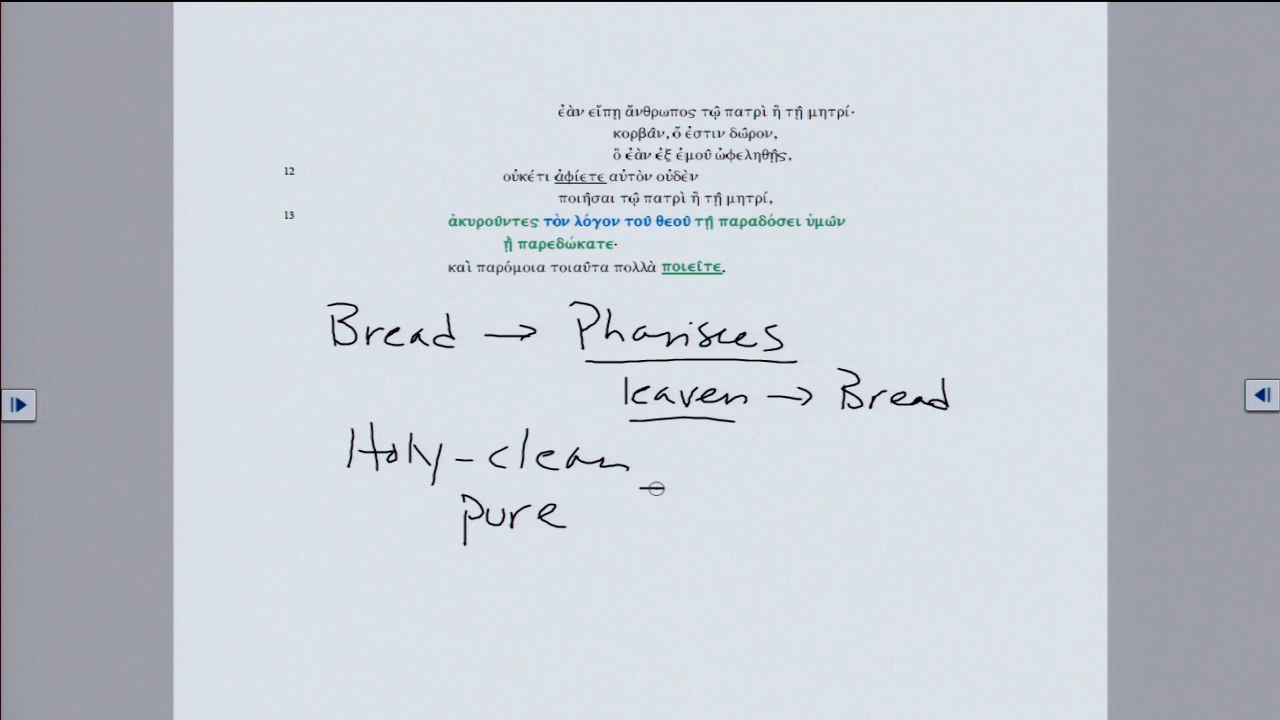 ἐὰν εἴπῃ ἄνθρωπος τῷ πατρὶ ἢ τῇ μητρί·
κορβᾶν, ὅ ἐστιν δῶρον,
ὃ ἐὰν ἐξ ἐμοῦ ὠφεληθῇς,
12 οὐκέτι ἀφίετε αὐτὸν οὐδὲν
ποιῆσαι τῷ πατρὶ ἢ τῇ μητρί,
13 ἀκυροῦντες τὸν λόγον τοῦ θεοῦ τῇ παραδόσει ὑμῶν
ᾗ παρεδώκατε·
καὶ παρόμοια τοιαῦτα πολλὰ ποιεῖτε.
Bread → Pharisees
leaven → Bread
Holy - clean
pure